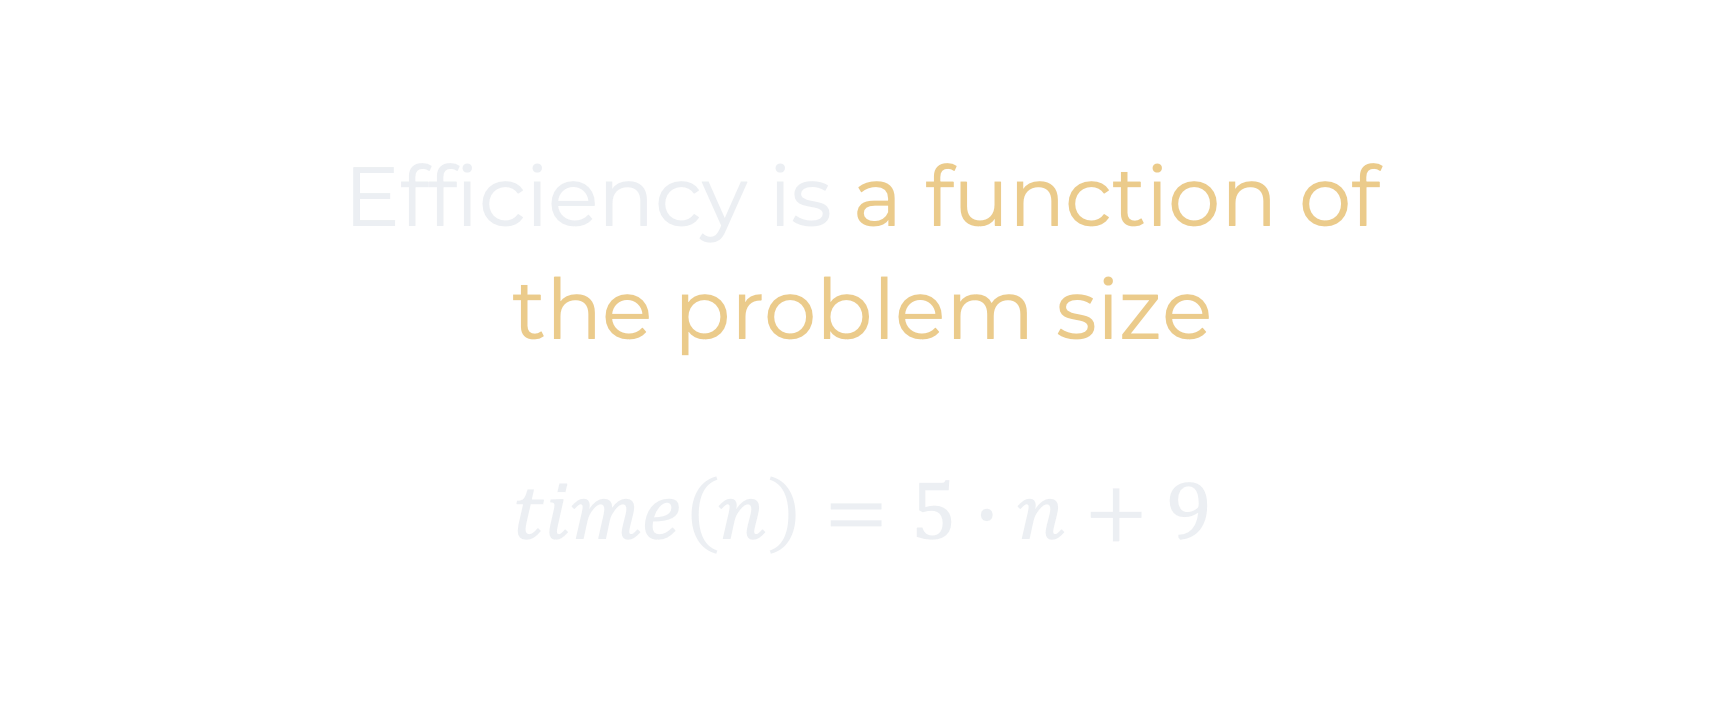 Efficiency is a function of
the problem size
time(n) = 5 · n + 9